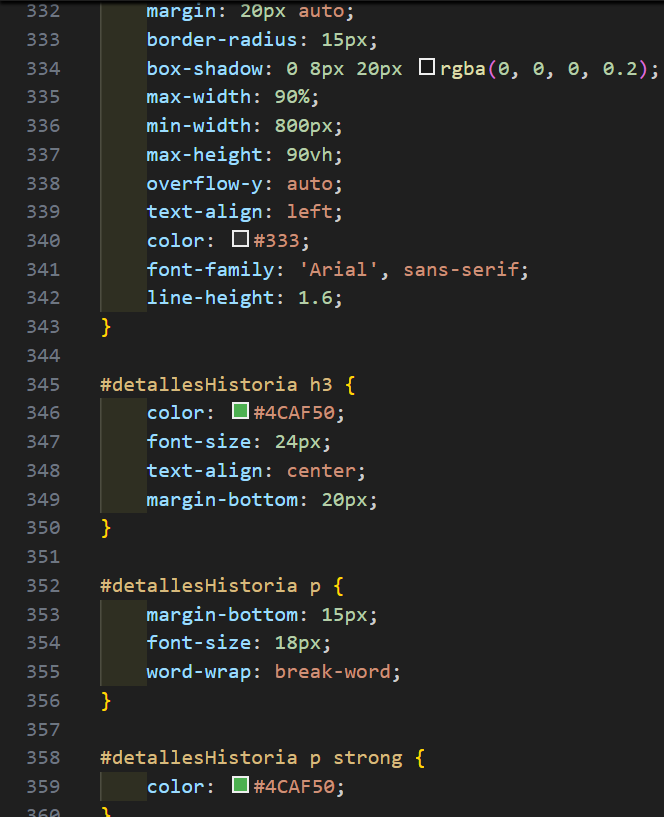 332 margin: 20px auto;
333 border-radius: 15px;
334 box-shadow: 0 8px 20px rgba(0, 0, 0, 0.2);
335 max-width: 90%;
336 min-width: 800px;
337 max-height: 90vh;
338 overflow-y: auto;
339 text-align: left;
340 color: #333;
341 font-family: 'Arial', sans-serif;
342 line-height: 1.6;
343 }
344
345 #detallesHistoria h3 {
346 color: #4CAF50;
347 font-size: 24px;
348 text-align: center;
349 margin-bottom: 20px;
350 }
351
352 #detallesHistoria p {
353 margin-bottom: 15px;
354 font-size: 18px;
355 word-wrap: break-word;
356 }
357
358 #detallesHistoria p strong {
359 color: #4CAF50;
360 }